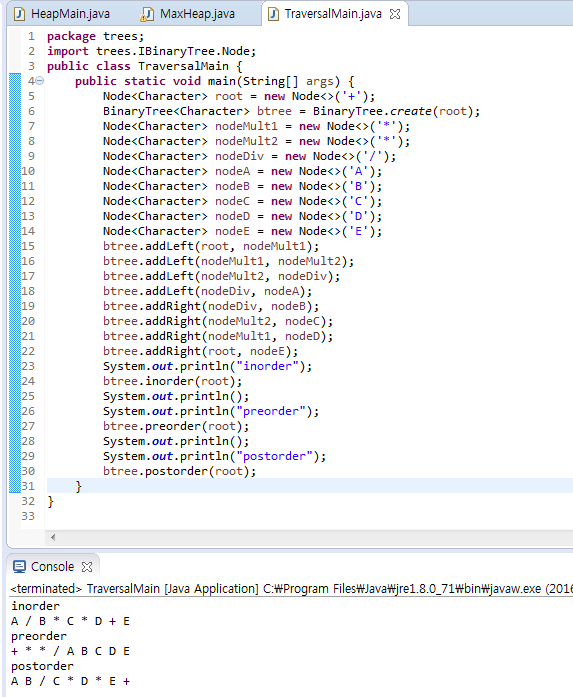 HeapMain.java MaxHeap.java TraversalMain.java
1 package trees;
2 import trees.IBinaryTree.Node;
3 public class TraversalMain {
4 public static void main(String[] args) {
5 Node<Character> root = new Node<>('+');
6 BinaryTree<Character> btree = BinaryTree.create(root);
7 Node<Character> nodeMult1 = new Node<>('*');
8 Node<Character> nodeMult2 = new Node<>('*');
9 Node<Character> nodeDiv = new Node<>('/');
10 Node<Character> nodeA = new Node<>('A');
11 Node<Character> nodeB = new Node<>('B');
12 Node<Character> nodeC = new Node<>('C');
13 Node<Character> nodeD = new Node<>('D');
14 Node<Character> nodeE = new Node<>('E');
15 btree.addLeft(root, nodeMult1);
16 btree.addLeft(nodeMult1, nodeMult2);
17 btree.addLeft(nodeMult2, nodeDiv);
18 btree.addLeft(nodeDiv, nodeA);
19 btree.addRight(nodeDiv, nodeB);
20 btree.addRight(nodeMult2, nodeC);
21 btree.addRight(nodeMult1, nodeD);
22 btree.addRight(root, nodeE);
23 System.out.println("inorder");
24 btree.inorder(root);
25 System.out.println();
26 System.out.println("preorder");
27 btree.preorder(root);
28 System.out.println();
29 System.out.println("postorder");
30 btree.postorder(root);
31 }
32 }
33
Console
<terminated> TraversalMain [Java Application] C:₩Program Files₩Java₩jre1.8.0_71₩bin₩javaw.exe (2016
inorder
A / B * C * D + E
preorder
+ * * / A B C D E
postorder
A B / C * D * E +